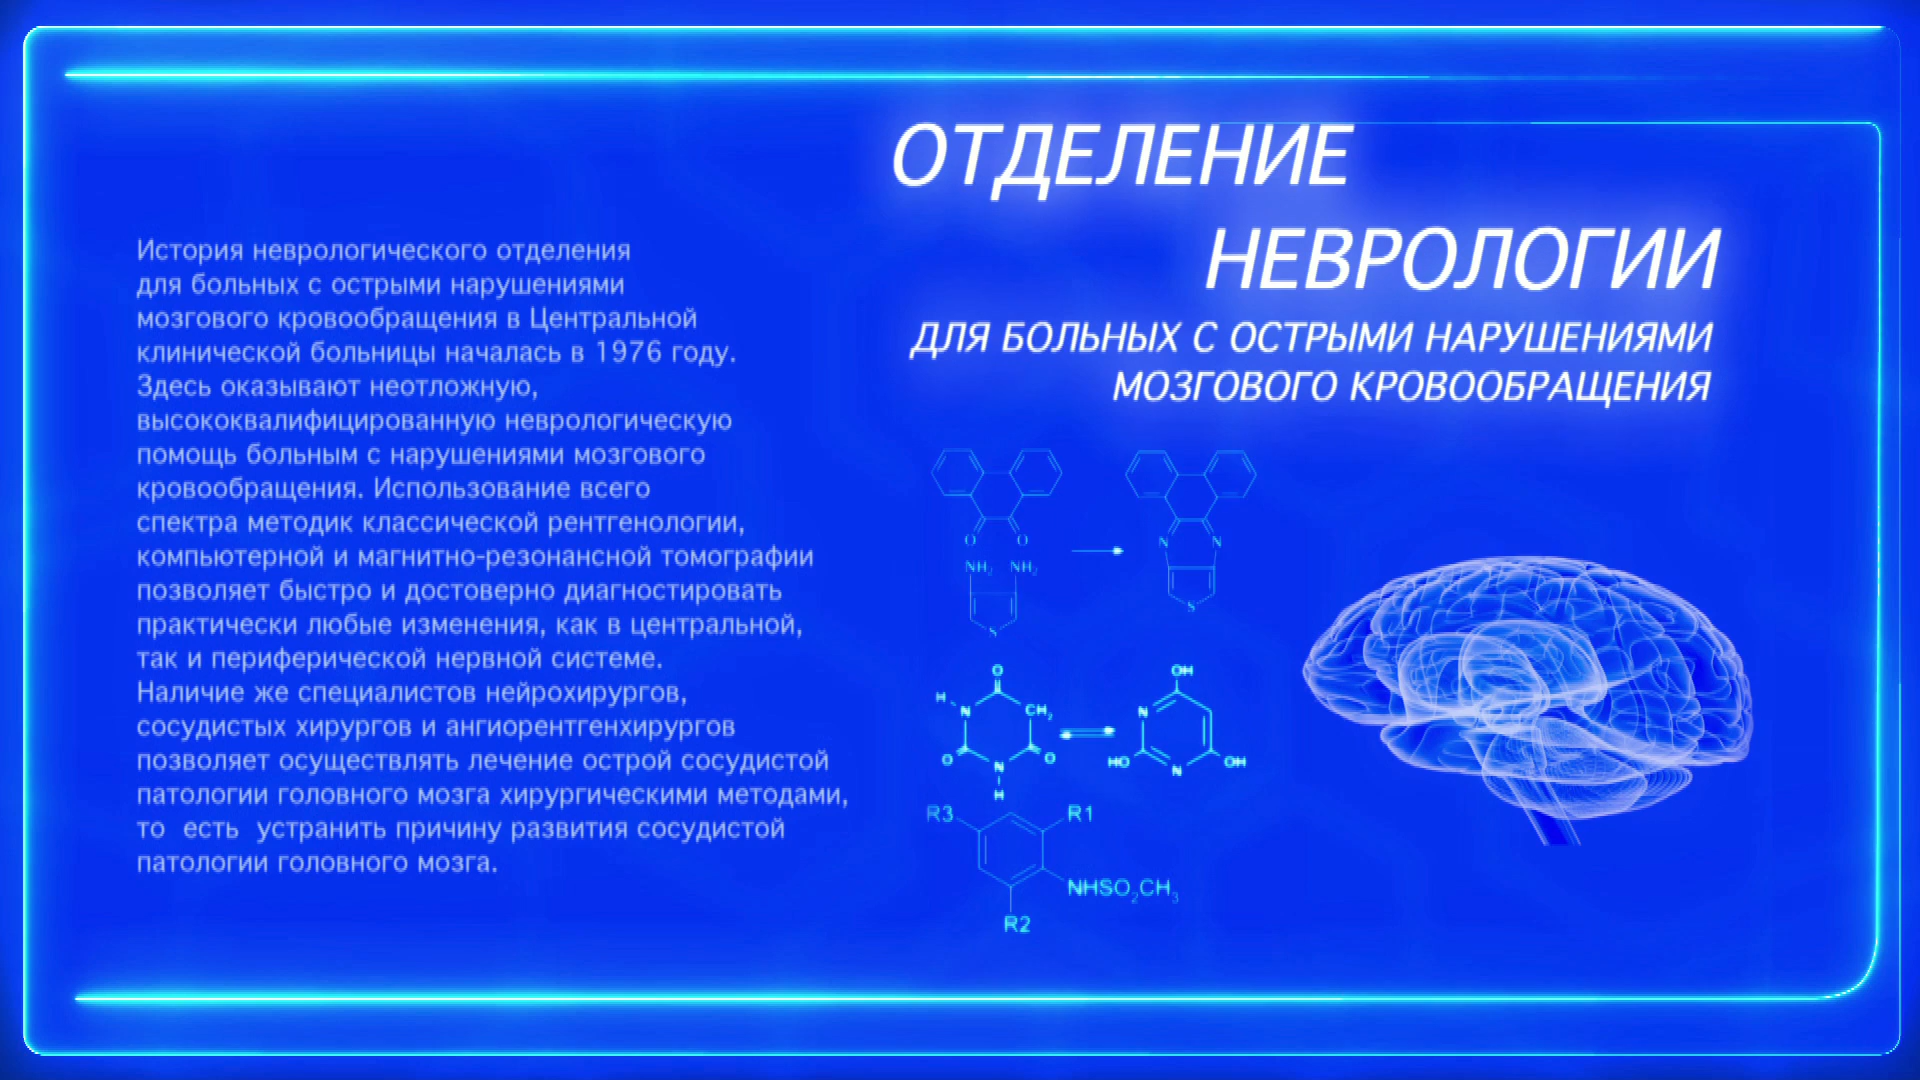 ОТДЕЛЕНИЕ
НЕВРОЛОГИИ
ДЛЯ БОЛЬНЫХ С ОСТРЫМИ НАРУШЕНИЯМИ
МОЗГОВОГО КРОВООБРАЩЕНИЯ
История неврологического отделения
для больных с острыми нарушениями
мозгового кровообращения в Центральной
клинической больницы началась в 1976 году.
Здесь оказывают неотложную,
высококвалифицированную неврологическую
помощь больным с нарушениями мозгового
кровообращения. Использование всего
спектра методик классической рентгенологии,
компьютерной и магнитно-резонансной томографии
позволяет быстро и достоверно диагностировать
практически любые изменения, как в центральной,
так и периферической нервной системе.
Наличие же специалистов нейрохирургов,
сосудистых хирургов и ангиорентгенхирургов
позволяет осуществлять лечение острой сосудистой
патологии головного мозга хирургическими методами,
то есть устранить причину развития сосудистой
патологии головного мозга.
O O
NH₂ NH₂
S
N N
S
O
H N CH₂
O N O
H
OH
N
HO N OH
R3 R1
NHSO₂CH₃
R2